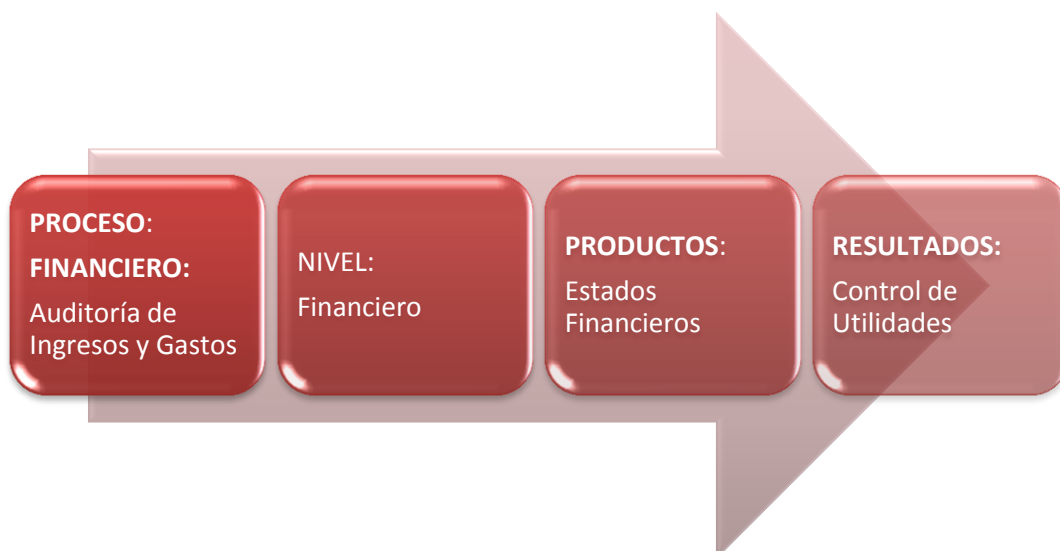 PROCESO:
FINANCIERO:
Auditoría de
Ingresos y Gastos
NIVEL:
Financiero
PRODUCTOS:
Estados
Financieros
RESULTADOS:
Control de
Utilidades